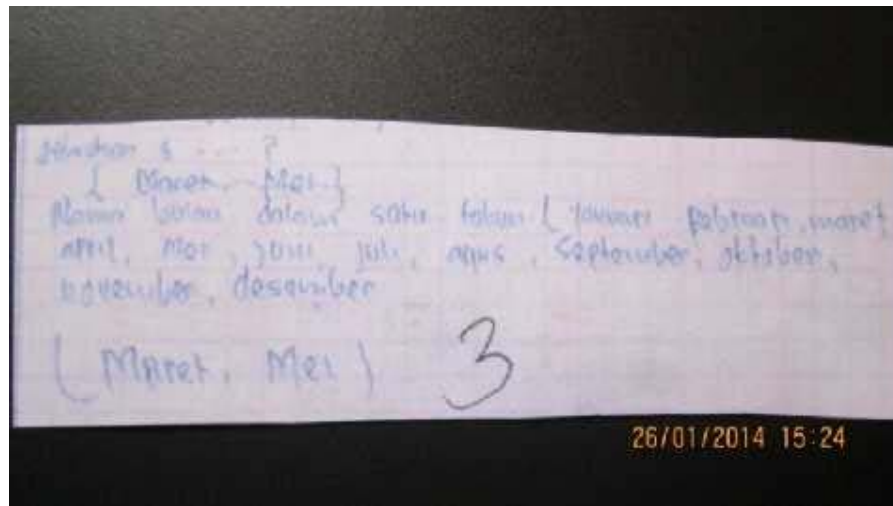 { Maret, Mei }
Nama bulan dalam satu tahun { januari februari, maret
april, mei, juni, juli, agus, september, oktober,
november, desember
( Maret, Mei ) 3
26/01/2014 15:24